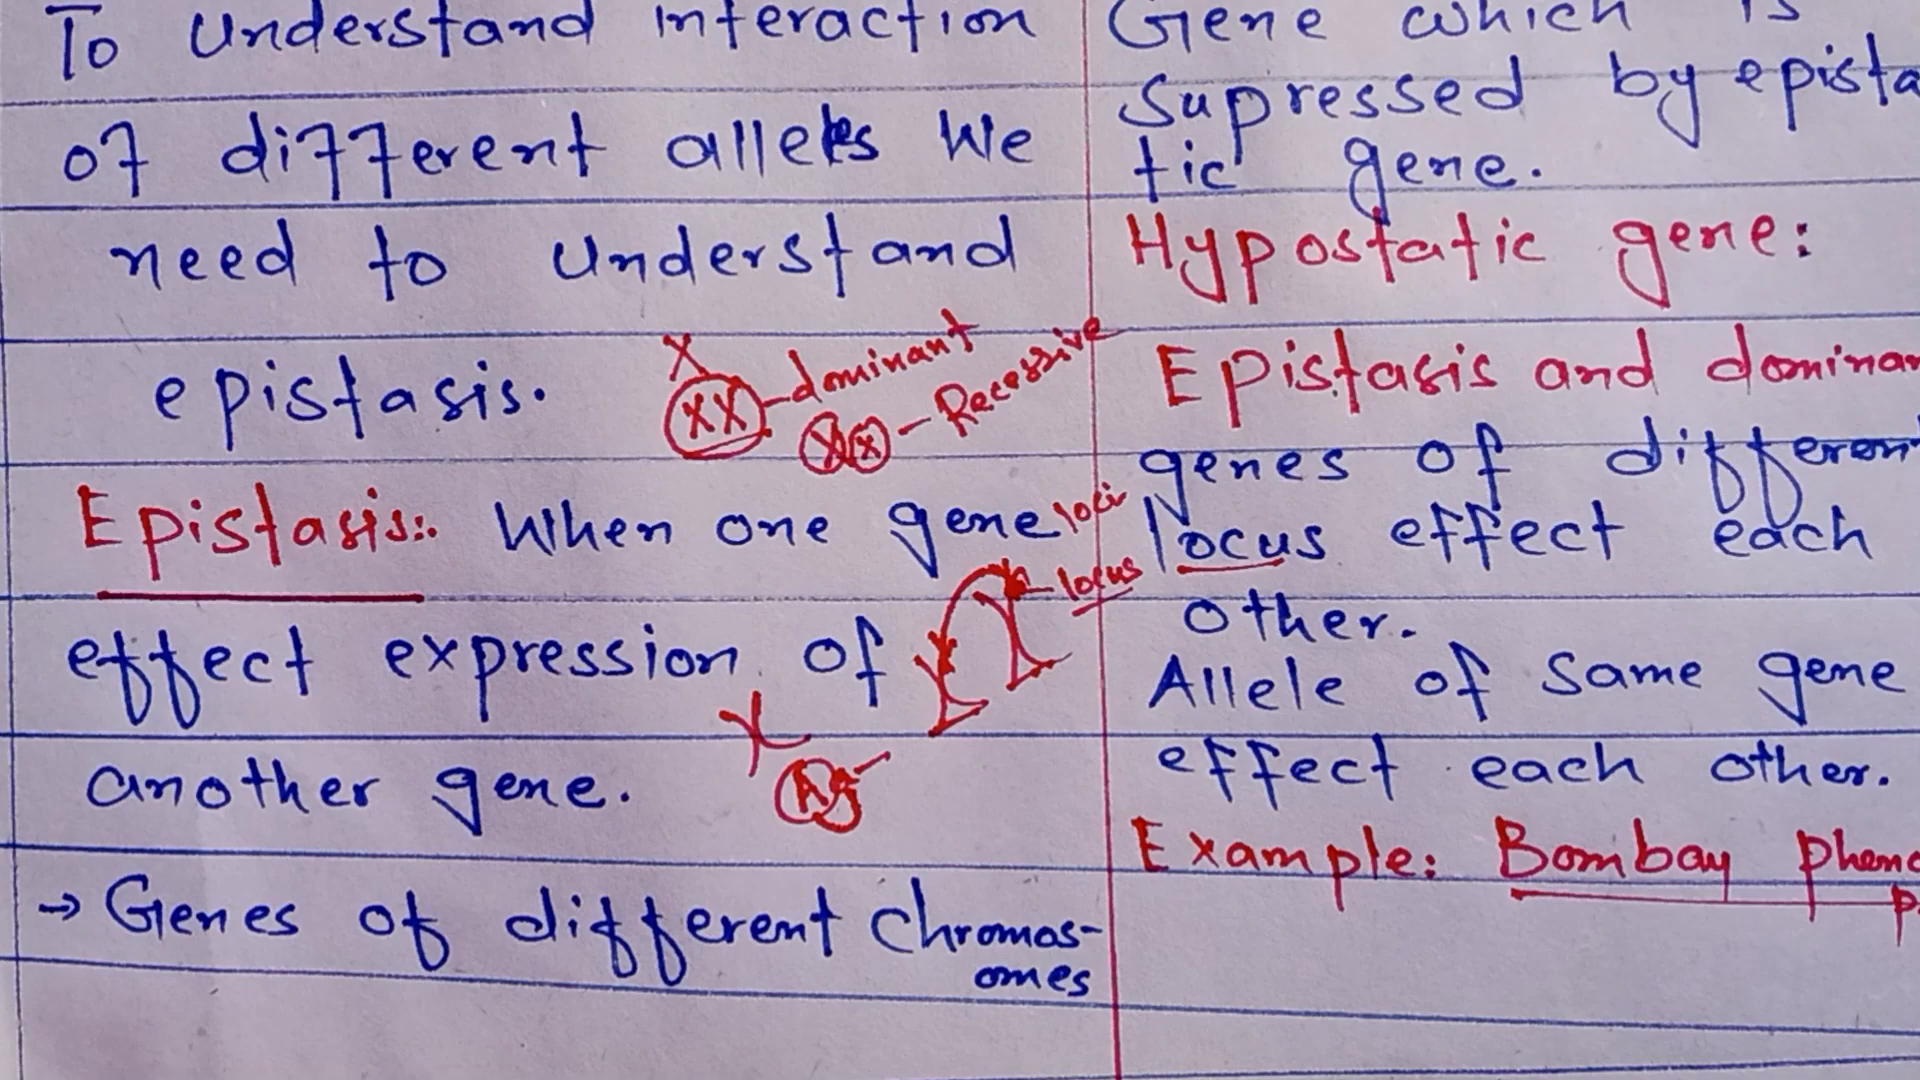 To Understand interaction
of different alleles We
need to Understand
epistasis.
X
XX - dominant
Recessive
Epistasis:. When one gene
loci
locus
effect expression of
another gene.
→ Genes of different Chromos-
omes
Gene which is
Supressed by epista
tic gene.
Hypostatic gene:
Epistasis and dominan
genes of different
locus effect each
other.
Allele of Same gene
effect each other.
Example: Bombay pheno